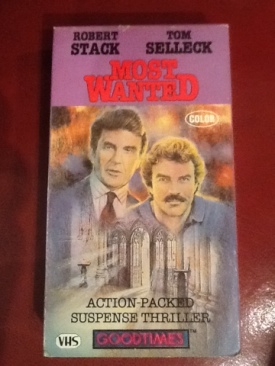 ROBERT TOM
STACK SELLECK
MOST
WANTED
COLOR
ACTION-PACKED
SUSPENSE THRILLER
VHS GOODTIMES